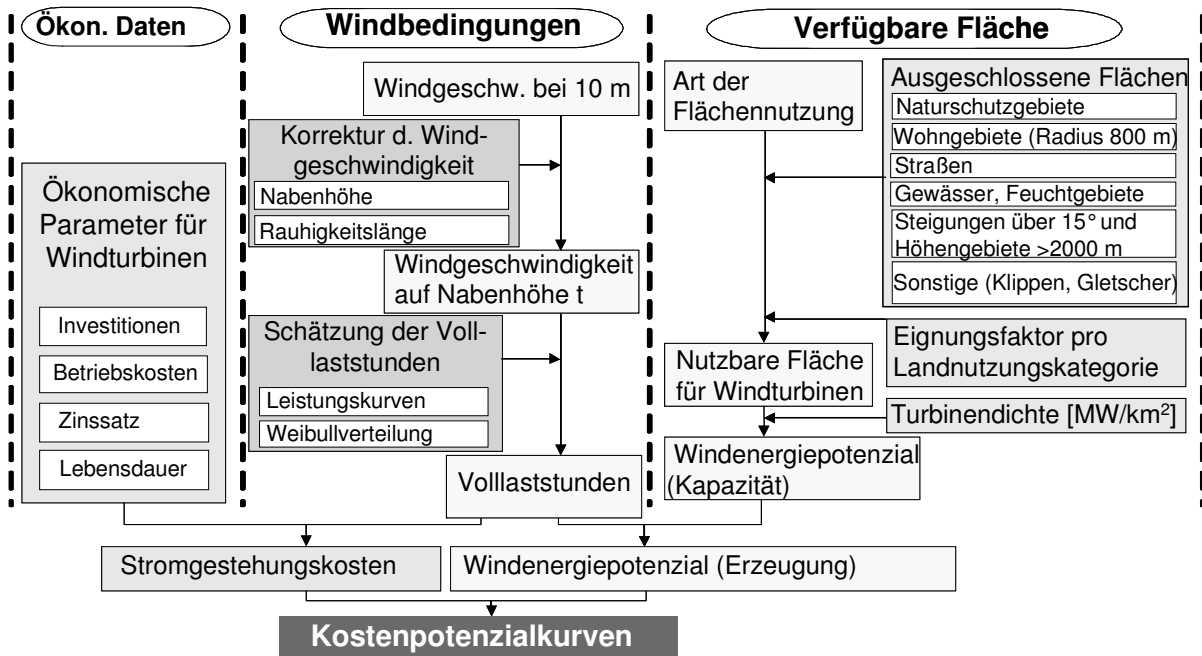 Ökon. Daten
Windbedingungen
Verfügbare Fläche
Ökonomische
Parameter für
Windturbinen
Investitionen
Betriebskosten
Zinssatz
Lebensdauer
Windgeschw. bei 10 m
Korrektur d. Wind-
geschwindigkeit
Nabenhöhe
Rauhigkeitslänge
Windgeschwindigkeit
auf Nabenhöhe t
Schätzung der Voll-
laststunden
Leistungskurven
Weibullverteilung
Volllaststunden
Art der
Flächennutzung
Ausgeschlossene Flächen
Naturschutzgebiete
Wohngebiete (Radius 800 m)
Straßen
Gewässer, Feuchtgebiete
Steigungen über 15° und
Höhengebiete >2000 m
Sonstige (Klippen, Gletscher)
Eignungsfaktor pro
Landnutzungskategorie
Nutzbare Fläche
für Windturbinen
Turbinendichte [MW/km²]
Windenergiepotenzial
(Kapazität)
Stromgestehungskosten
Windenergiepotenzial (Erzeugung)
Kostenpotenzialkurven